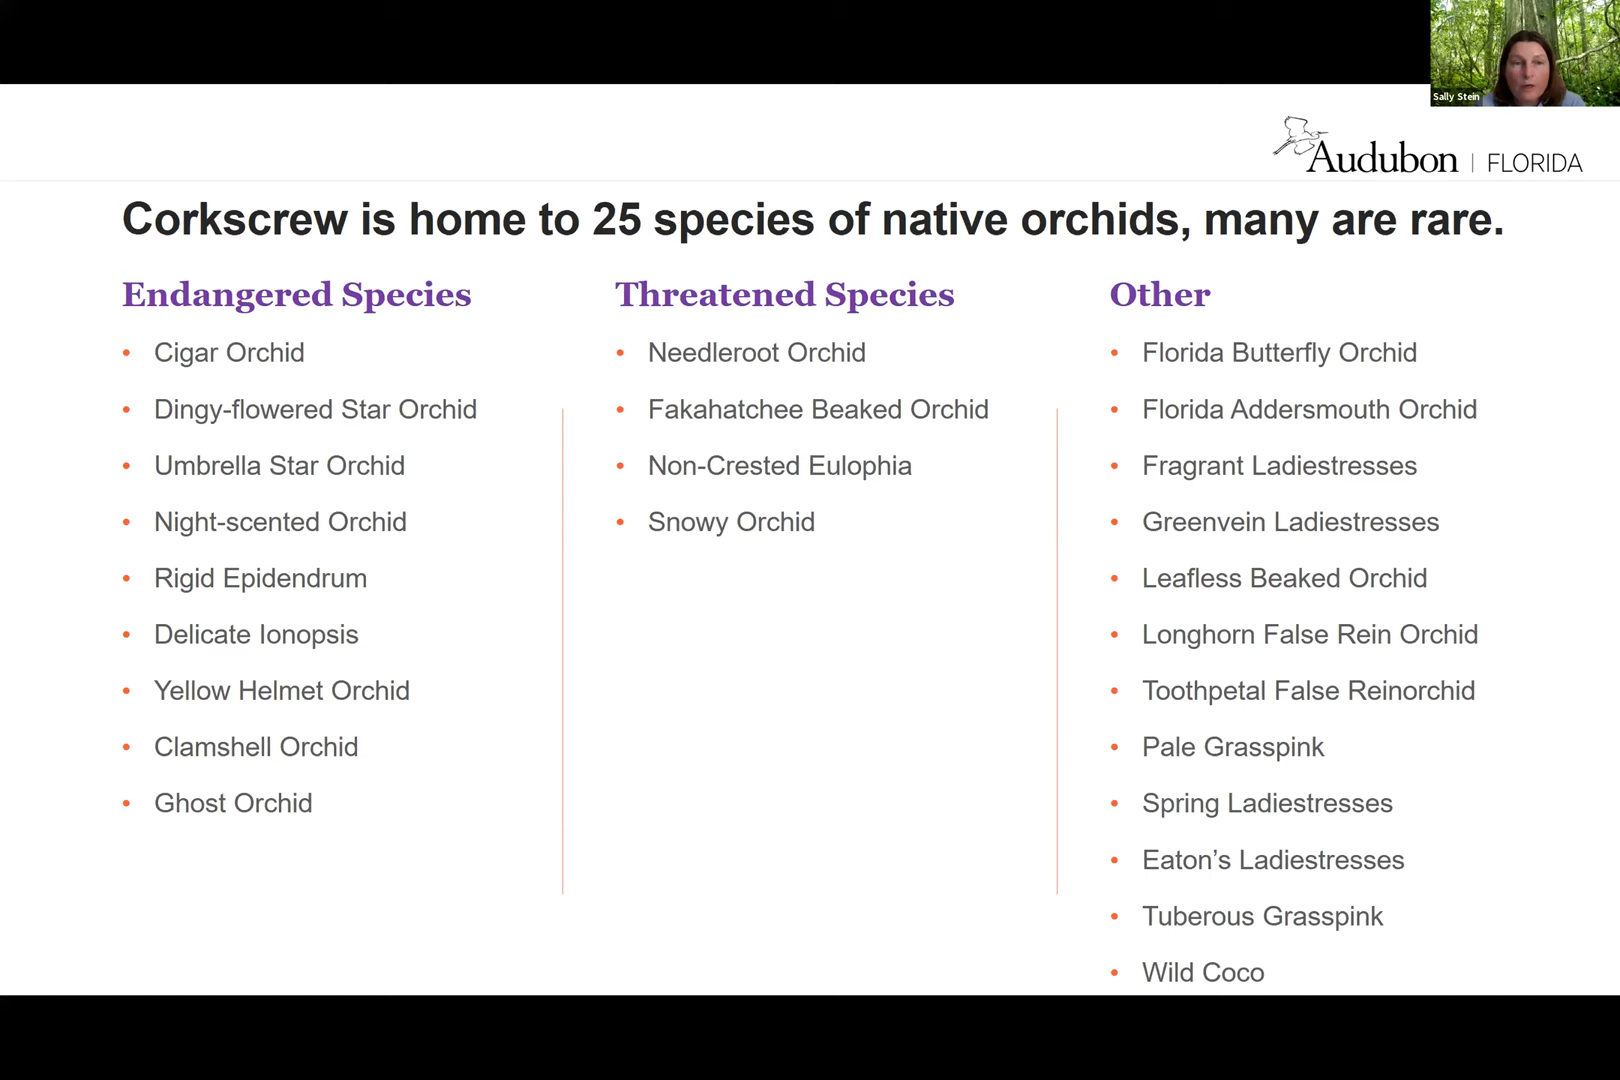 Sally Stein
Audubon | FLORIDA
Corkscrew is home to 25 species of native orchids, many are rare.
Endangered Species
• Cigar Orchid
• Dingy-flowered Star Orchid
• Umbrella Star Orchid
• Night-scented Orchid
• Rigid Epidendrum
• Delicate Ionopsis
• Yellow Helmet Orchid
• Clamshell Orchid
• Ghost Orchid
Threatened Species
• Needleroot Orchid
• Fakahatchee Beaked Orchid
• Non-Crested Eulophia
• Snowy Orchid
Other
• Florida Butterfly Orchid
• Florida Addersmouth Orchid
• Fragrant Ladiestresses
• Greenvein Ladiestresses
• Leafless Beaked Orchid
• Longhorn False Rein Orchid
• Toothpetal False Reinorchid
• Pale Grasspink
• Spring Ladiestresses
• Eaton’s Ladiestresses
• Tuberous Grasspink
• Wild Coco